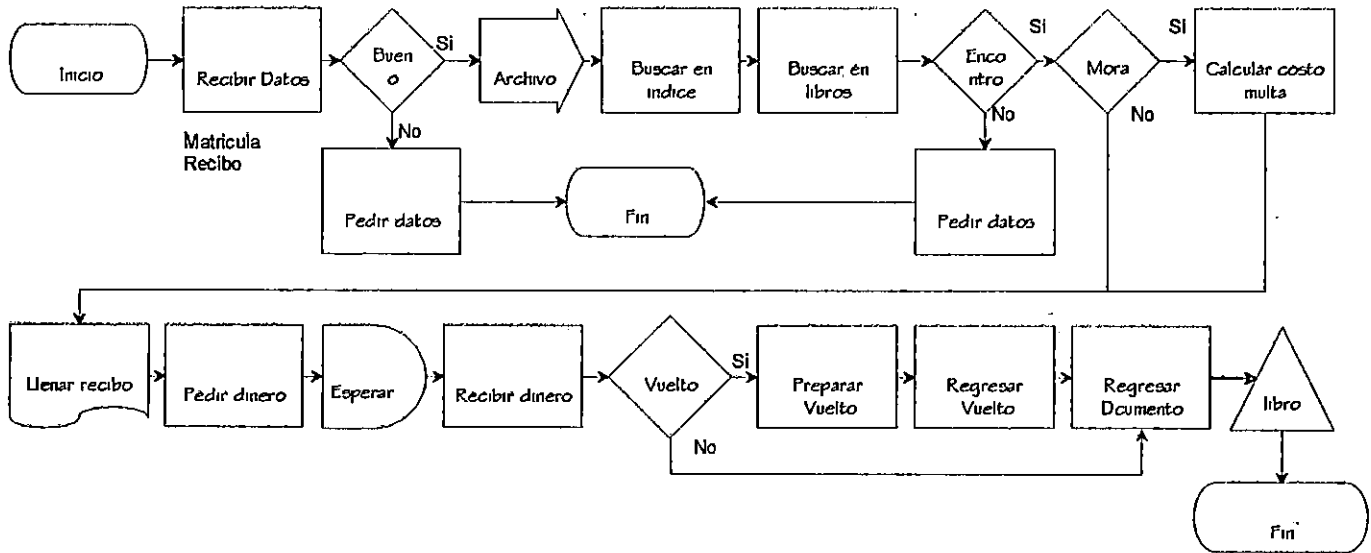 Inicio
Recibir Datos
Matricula
Recibo
Buen
o
Si
No
Pedir datos
Archivo
Buscar en
indice
Buscar en
libros
Enco
ntro
Si
No
Pedir datos
Fin
Mora
Si
No
Calcular costo
multa
Llenar recibo
Pedir dinero
Esperar
Recibir dinero
Vuelto
Si
No
Preparar
Vuelto
Regresar
Vuelto
Regresar
Dcumento
libro
Fin